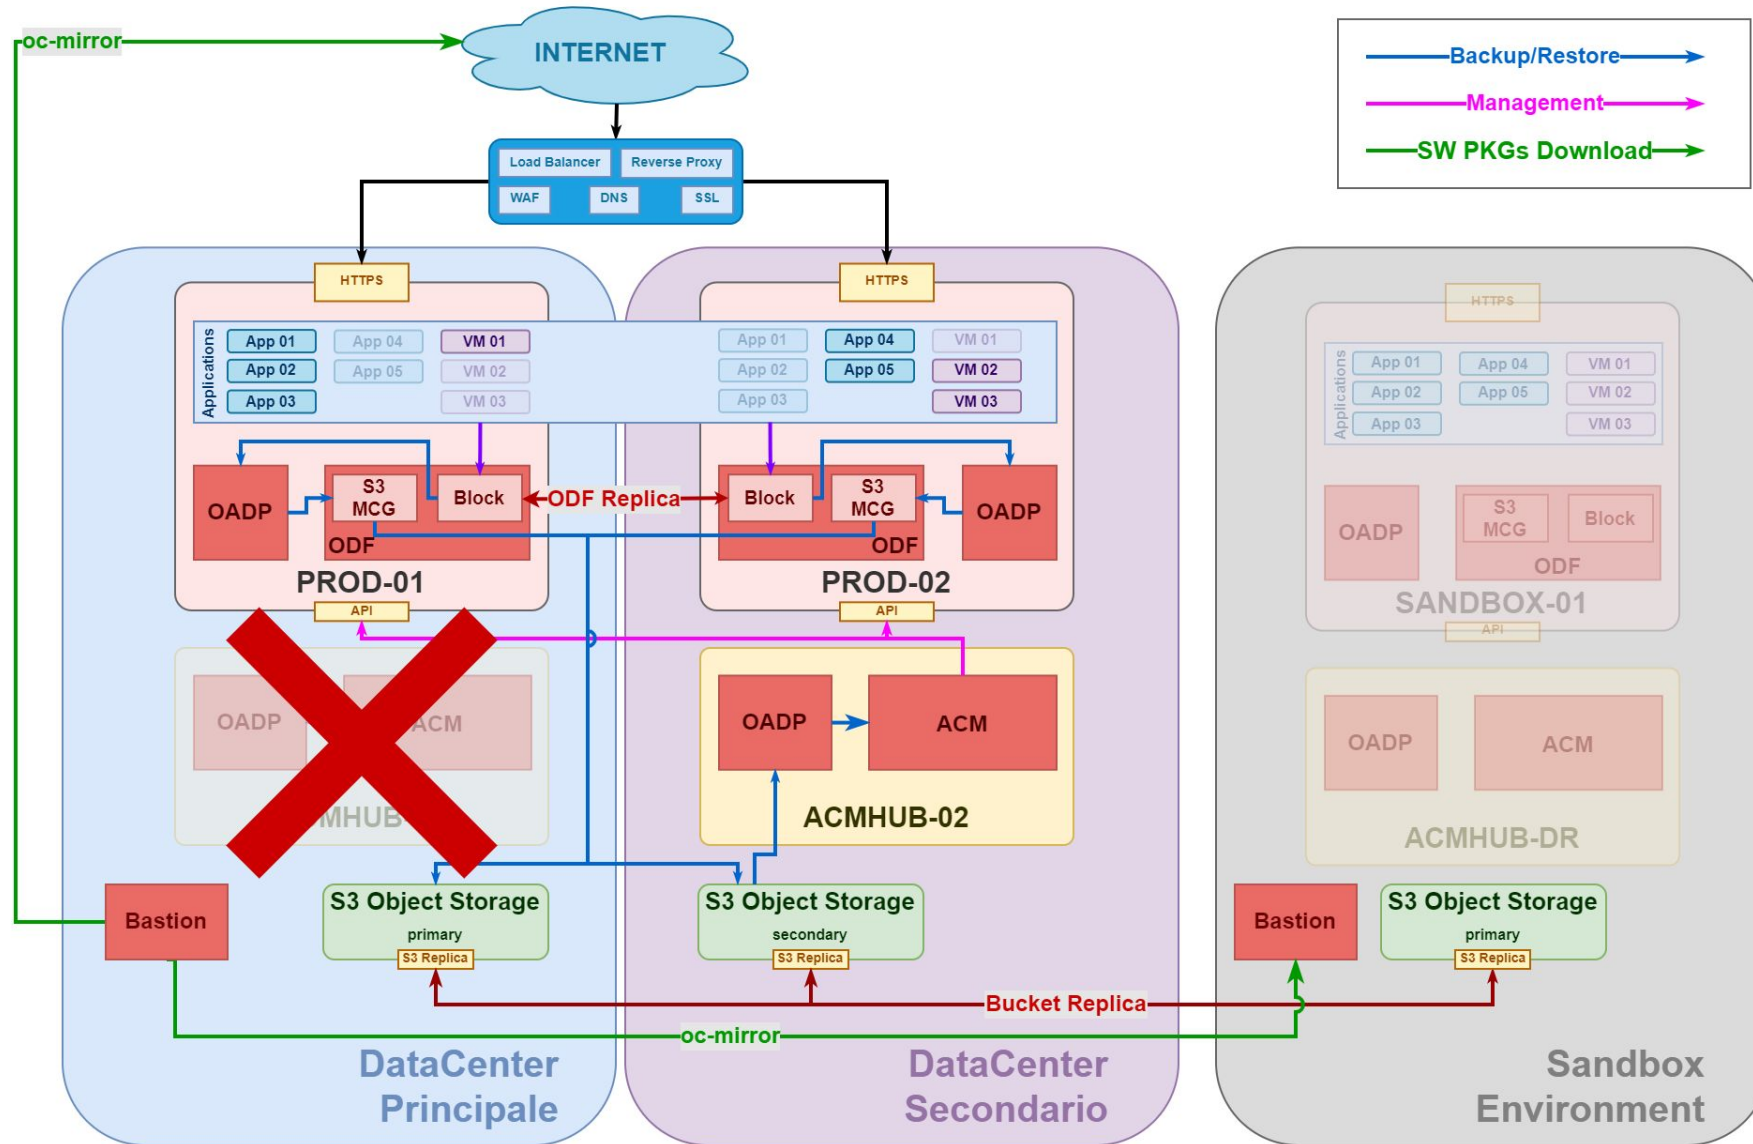 oc-mirror
INTERNET
Backup/Restore
Management
SW PKGs Download
Load Balancer
Reverse Proxy
WAF
DNS
SSL
HTTPS
Applications
App 01
App 04
VM 01
App 02
App 05
VM 02
App 03
VM 03
OADP
S3
MCG
Block
ODF
PROD-01
API
ODF Replica
HTTPS
App 01
App 04
VM 01
App 02
App 05
VM 02
App 03
VM 03
Block
S3
MCG
OADP
ODF
PROD-02
API
HTTPS
Applications
App 01
App 04
VM 01
App 02
App 05
VM 02
App 03
VM 03
OADP
S3
MCG
Block
ODF
SANDBOX-01
API
OADP
ACM
MHUB
OADP
ACM
ACMHUB-02
OADP
ACM
ACMHUB-DR
Bastion
S3 Object Storage
primary
S3 Replica
S3 Object Storage
secondary
S3 Replica
Bastion
S3 Object Storage
primary
S3 Replica
Bucket Replica
oc-mirror
DataCenter
Principale
DataCenter
Secondario
Sandbox
Environment